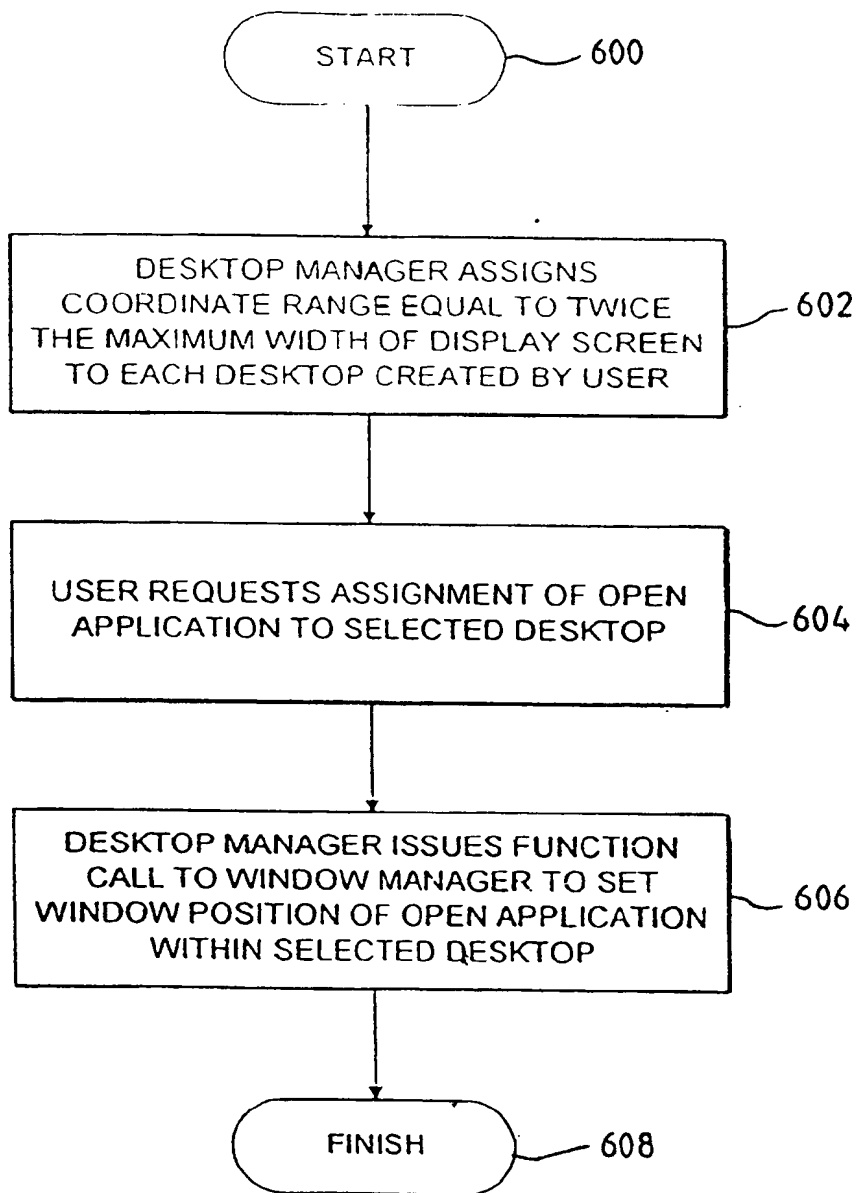 START
600
DESKTOP MANAGER ASSIGNS
COORDINATE RANGE EQUAL TO TWICE
THE MAXIMUM WIDTH OF DISPLAY SCREEN
TO EACH DESKTOP CREATED BY USER
602
USER REQUESTS ASSIGNMENT OF OPEN
APPLICATION TO SELECTED DESKTOP
604
DESKTOP MANAGER ISSUES FUNCTION
CALL TO WINDOW MANAGER TO SET
WINDOW POSITION OF OPEN APPLICATION
WITHIN SELECTED DESKTOP
606
FINISH
608